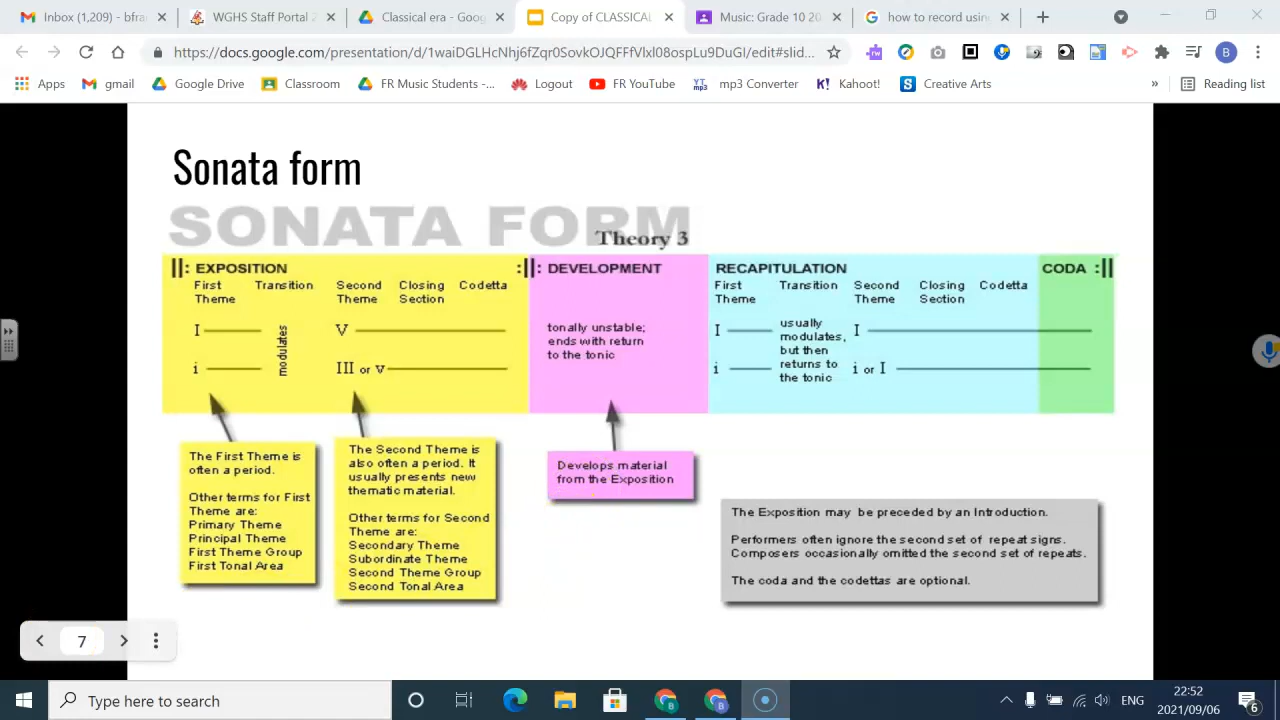 Inbox (1,209) - bfran
WGHS Staff Portal 2
Classical era - Goog
Copy of CLASSICAL
Music: Grade 10 20
how to record using
https://docs.google.com/presentation/d/1waiDGLHcNhj6fZqr0SovkOJQFFfVlxl08ospLu9DuGI/edit#slid...
B
Apps
gmail
Google Drive
Classroom
FR Music Students -...
Logout
FR YouTube
mp3 Converter
Kahoot!
Creative Arts
»
Reading list
Sonata form
SONATA FORM
Theory 3
||: EXPOSITION :||: DEVELOPMENT RECAPITULATION CODA :||
First Theme
Transition
Second Theme
Closing Section
Codetta
I
modulates
V
i
III or v
tonally unstable;
ends with return
to the tonic
First Theme
Transition
Second Theme
Closing Section
Codetta
I
usually
modulates,
but then
returns to
the tonic
I
i
i or I
The First Theme is
often a period.
Other terms for First
Theme are:
Primary Theme
Principal Theme
First Theme Group
First Tonal Area
The Second Theme is
also often a period. It
usually presents new
thematic material.
Other terms for Second
Theme are:
Secondary Theme
Subordinate Theme
Second Theme Group
Second Tonal Area
Develops material
from the Exposition
The Exposition may be preceded by an Introduction.
Performers often ignore the second set of repeat signs.
Composers occasionally omitted the second set of repeats.
The coda and the codettas are optional.
7
Type here to search
ENG
22:52
2021/09/06
6